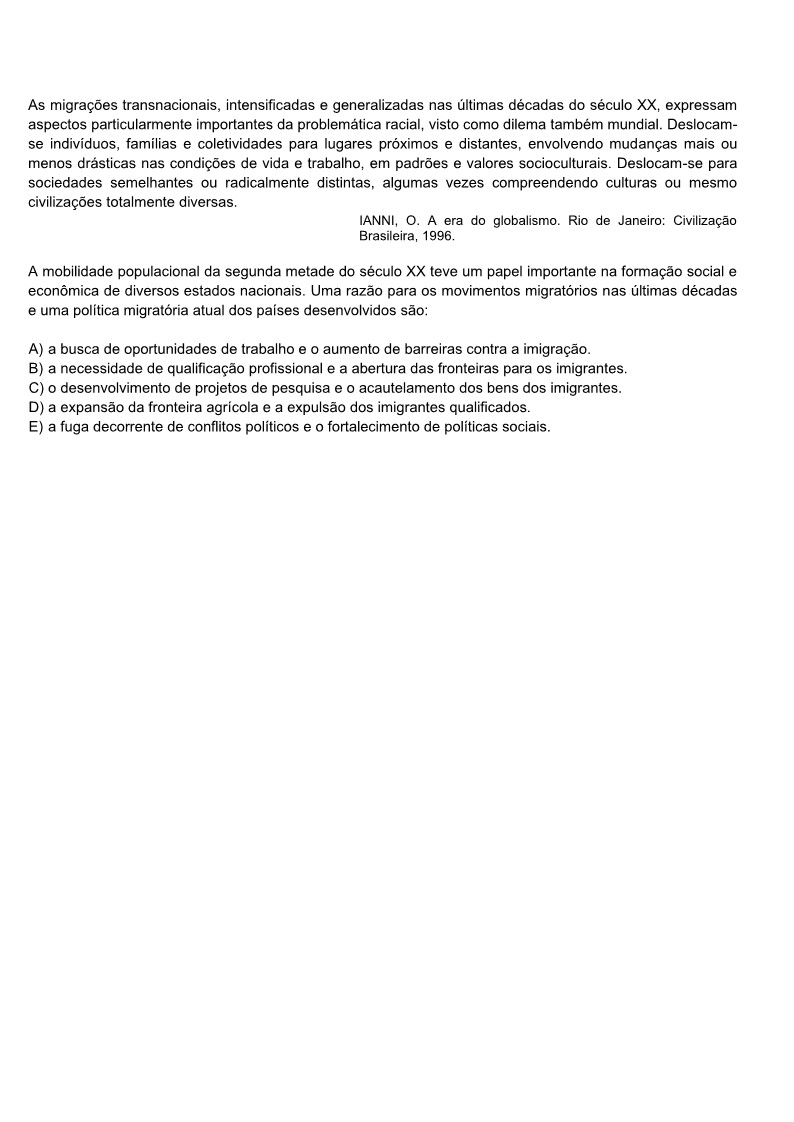 As migrações transnacionais, intensificadas e generalizadas nas últimas décadas do século XX, expressam
aspectos particularmente importantes da problemática racial, visto como dilema também mundial. Deslocam-
se indivíduos, famílias e coletividades para lugares próximos e distantes, envolvendo mudanças mais ou
menos drásticas nas condições de vida e trabalho, em padrões e valores socioculturais. Deslocam-se para
sociedades semelhantes ou radicalmente distintas, algumas vezes compreendendo culturas ou mesmo
civilizações totalmente diversas.
IANNI, O. A era do globalismo. Rio de Janeiro: Civilização
Brasileira, 1996.
A mobilidade populacional da segunda metade do século XX teve um papel importante na formação social e
econômica de diversos estados nacionais. Uma razão para os movimentos migratórios nas últimas décadas
e uma política migratória atual dos países desenvolvidos são:
A) a busca de oportunidades de trabalho e o aumento de barreiras contra a imigração.
B) a necessidade de qualificação profissional e a abertura das fronteiras para os imigrantes.
C) o desenvolvimento de projetos de pesquisa e o acautelamento dos bens dos imigrantes.
D) a expansão da fronteira agrícola e a expulsão dos imigrantes qualificados.
E) a fuga decorrente de conflitos políticos e o fortalecimento de políticas sociais.